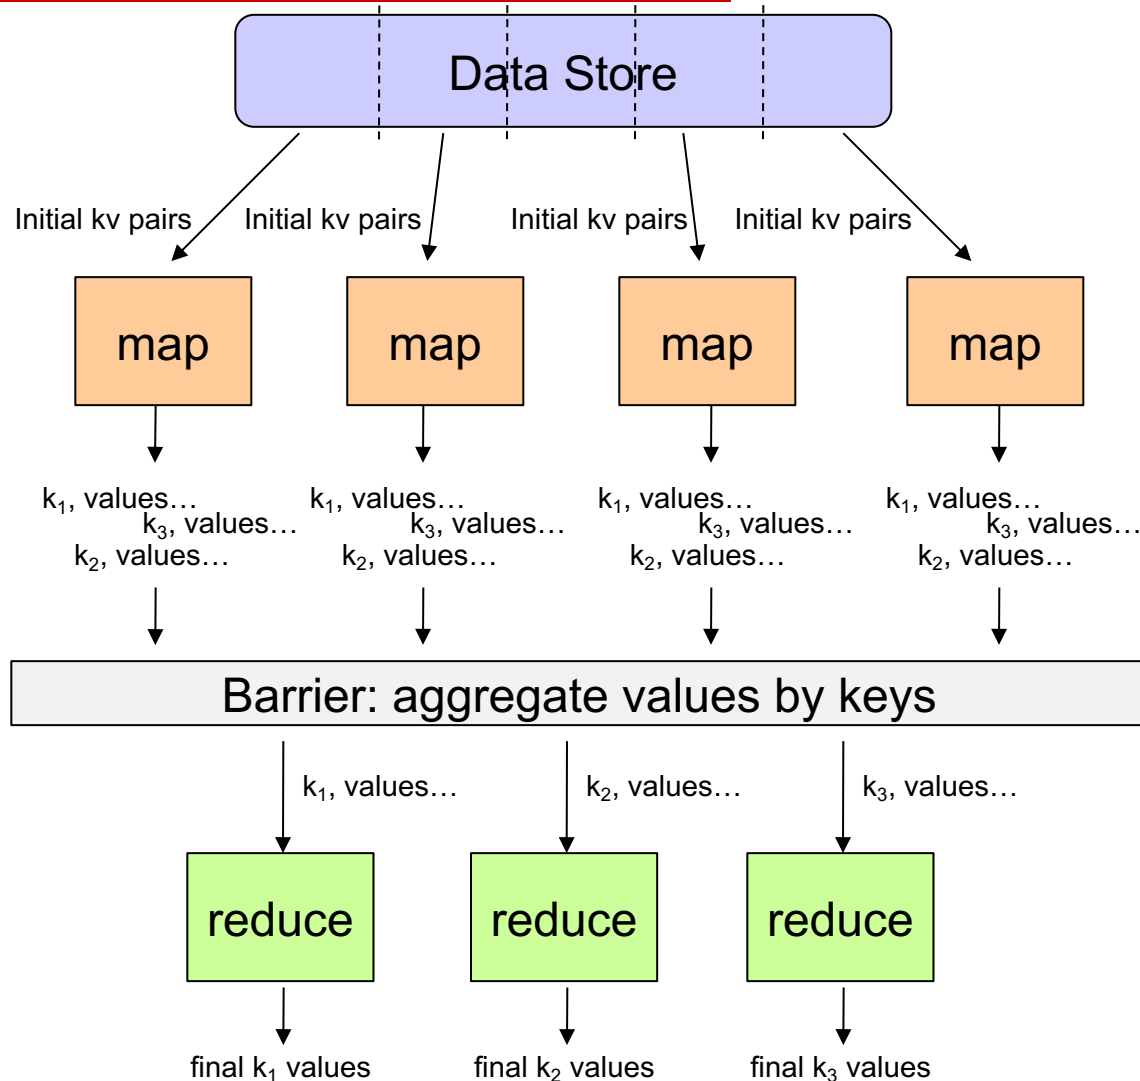 Data Store
Initial kv pairs Initial kv pairs Initial kv pairs Initial kv pairs
map map map map
k₁, values… k₁, values… k₁, values… k₁, values…
k₃, values… k₃, values… k₃, values… k₃, values…
k₂, values… k₂, values… k₂, values… k₂, values…
Barrier: aggregate values by keys
k₁, values… k₂, values… k₃, values…
reduce reduce reduce
final k₁ values final k₂ values final k₃ values